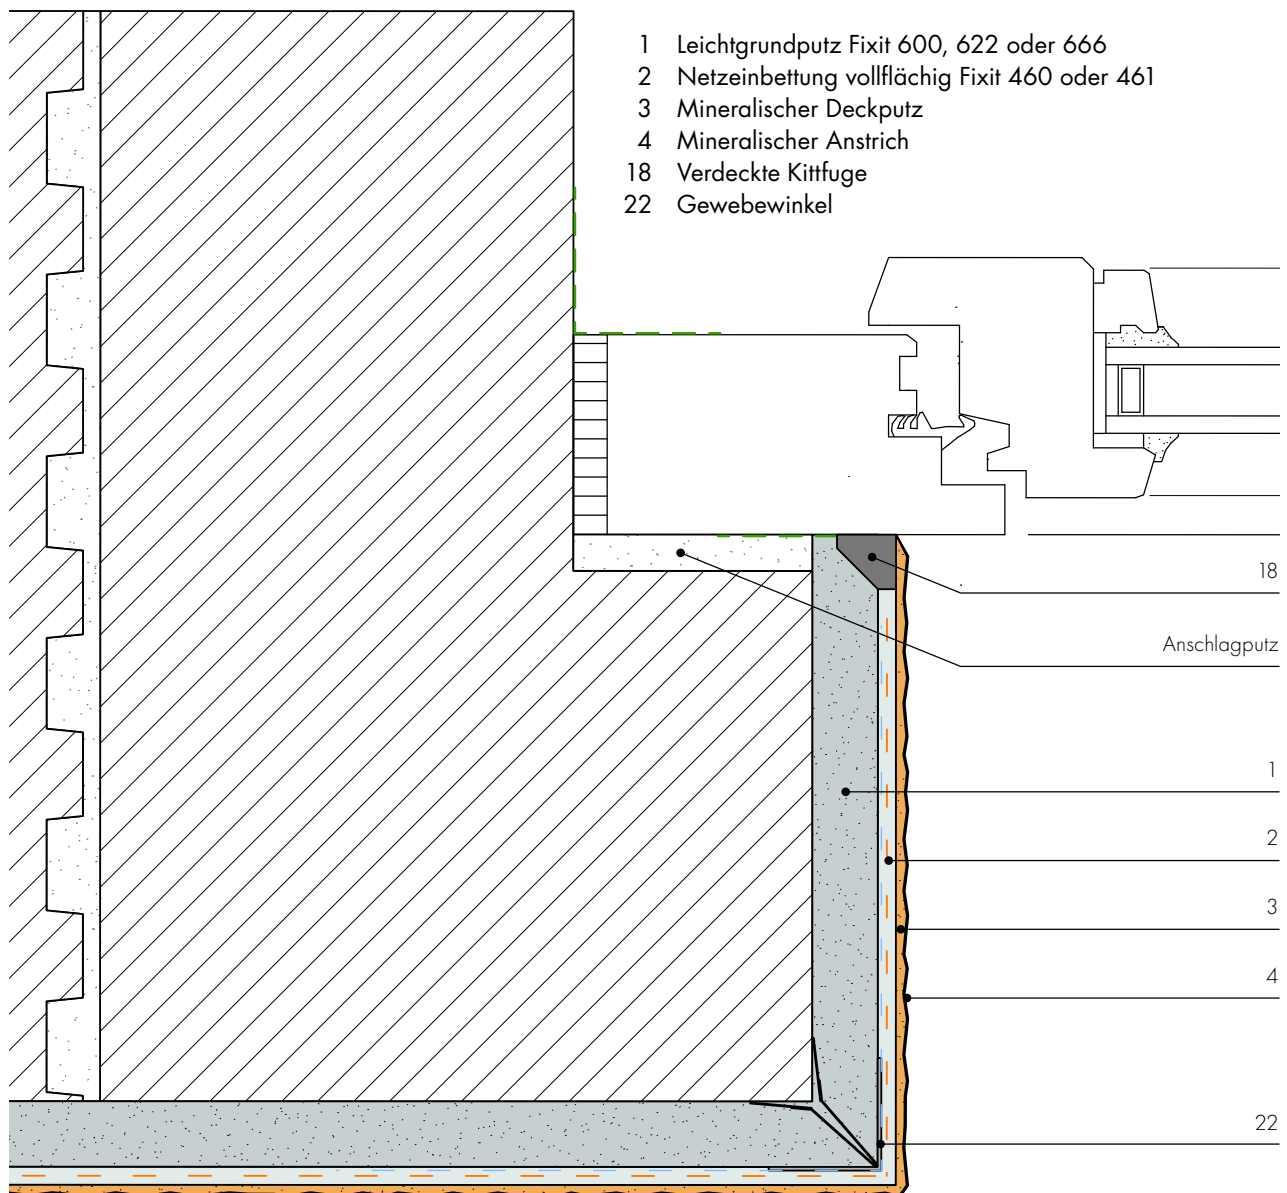 1 Leichtgrundputz Fixit 600, 622 oder 666
2 Netzeinbettung vollflächig Fixit 460 oder 461
3 Mineralischer Deckputz
4 Mineralischer Anstrich
18 Verdeckte Kittfuge
22 Gewebewinkel
18
Anschlagputz
1
2
3
4
22